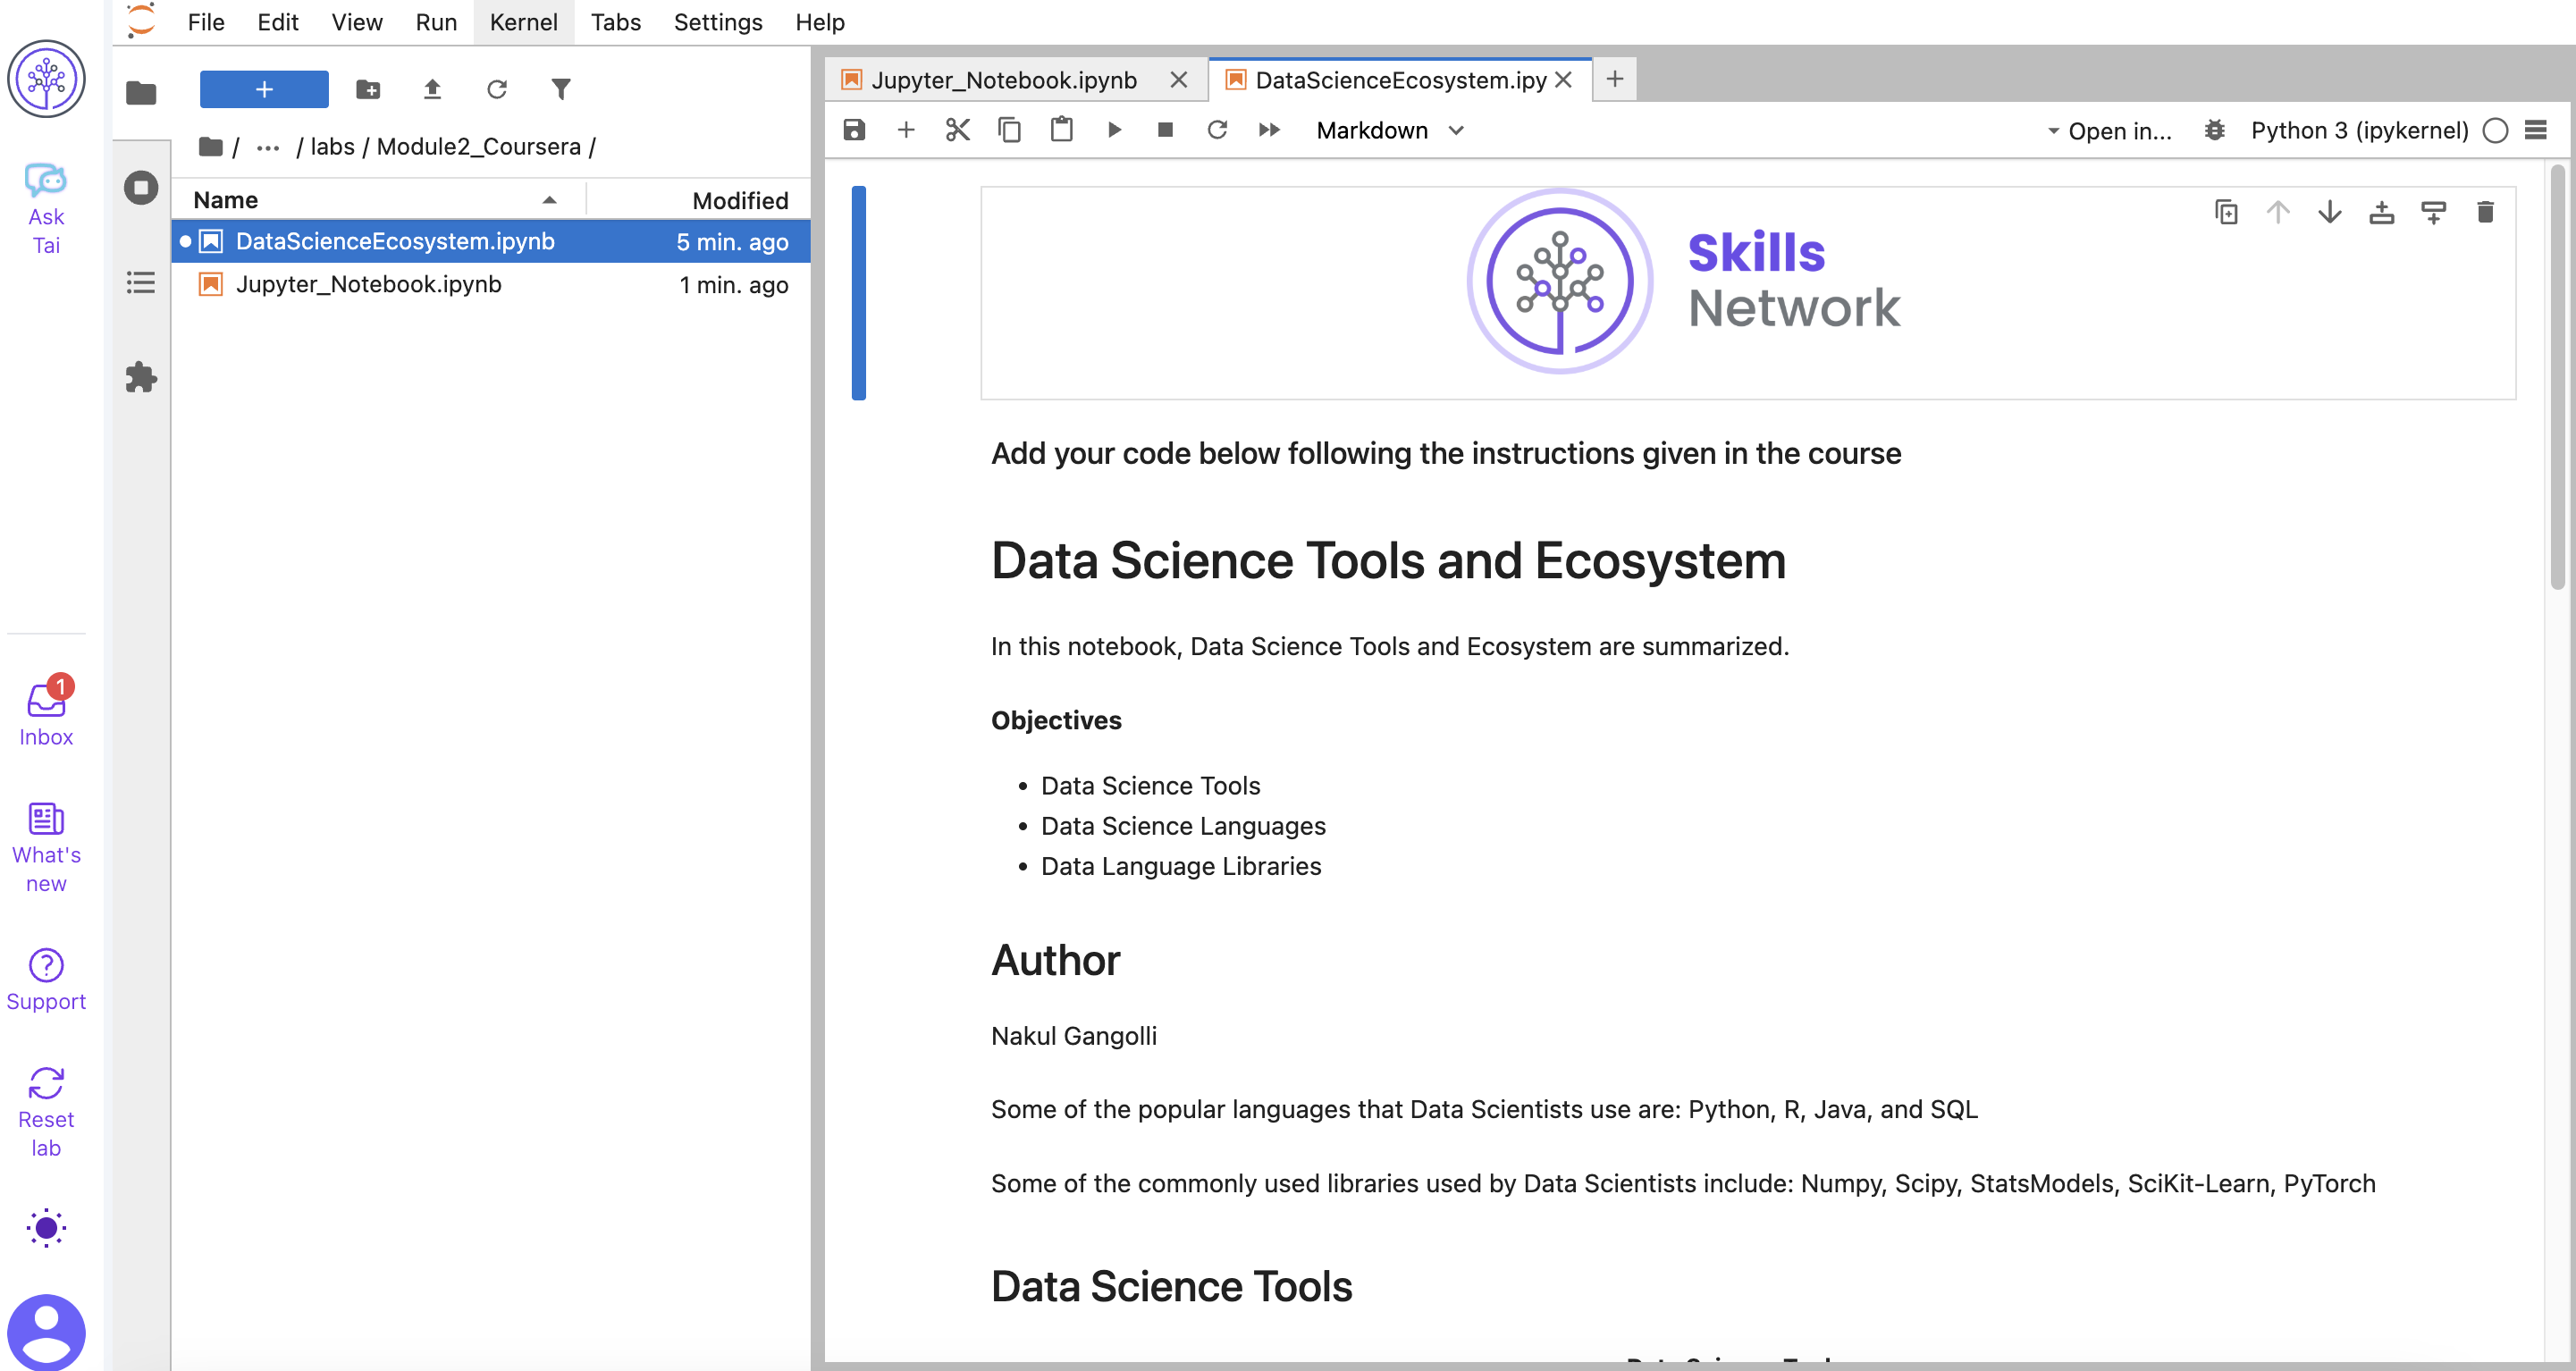 File Edit View Run Kernel Tabs Settings Help
Ask
Tai
Inbox
1
What's
new
Support
Reset
lab
/ ... / labs / Module2_Coursera /
Name Modified
DataScienceEcosystem.ipynb 5 min. ago
Jupyter_Notebook.ipynb 1 min. ago
Jupyter_Notebook.ipynb DataScienceEcosystem.ipy
Markdown Open in... Python 3 (ipykernel)
Skills
Network
Add your code below following the instructions given in the course
Data Science Tools and Ecosystem
In this notebook, Data Science Tools and Ecosystem are summarized.
Objectives
• Data Science Tools
• Data Science Languages
• Data Language Libraries
Author
Nakul Gangolli
Some of the popular languages that Data Scientists use are: Python, R, Java, and SQL
Some of the commonly used libraries used by Data Scientists include: Numpy, Scipy, StatsModels, SciKit-Learn, PyTorch
Data Science Tools